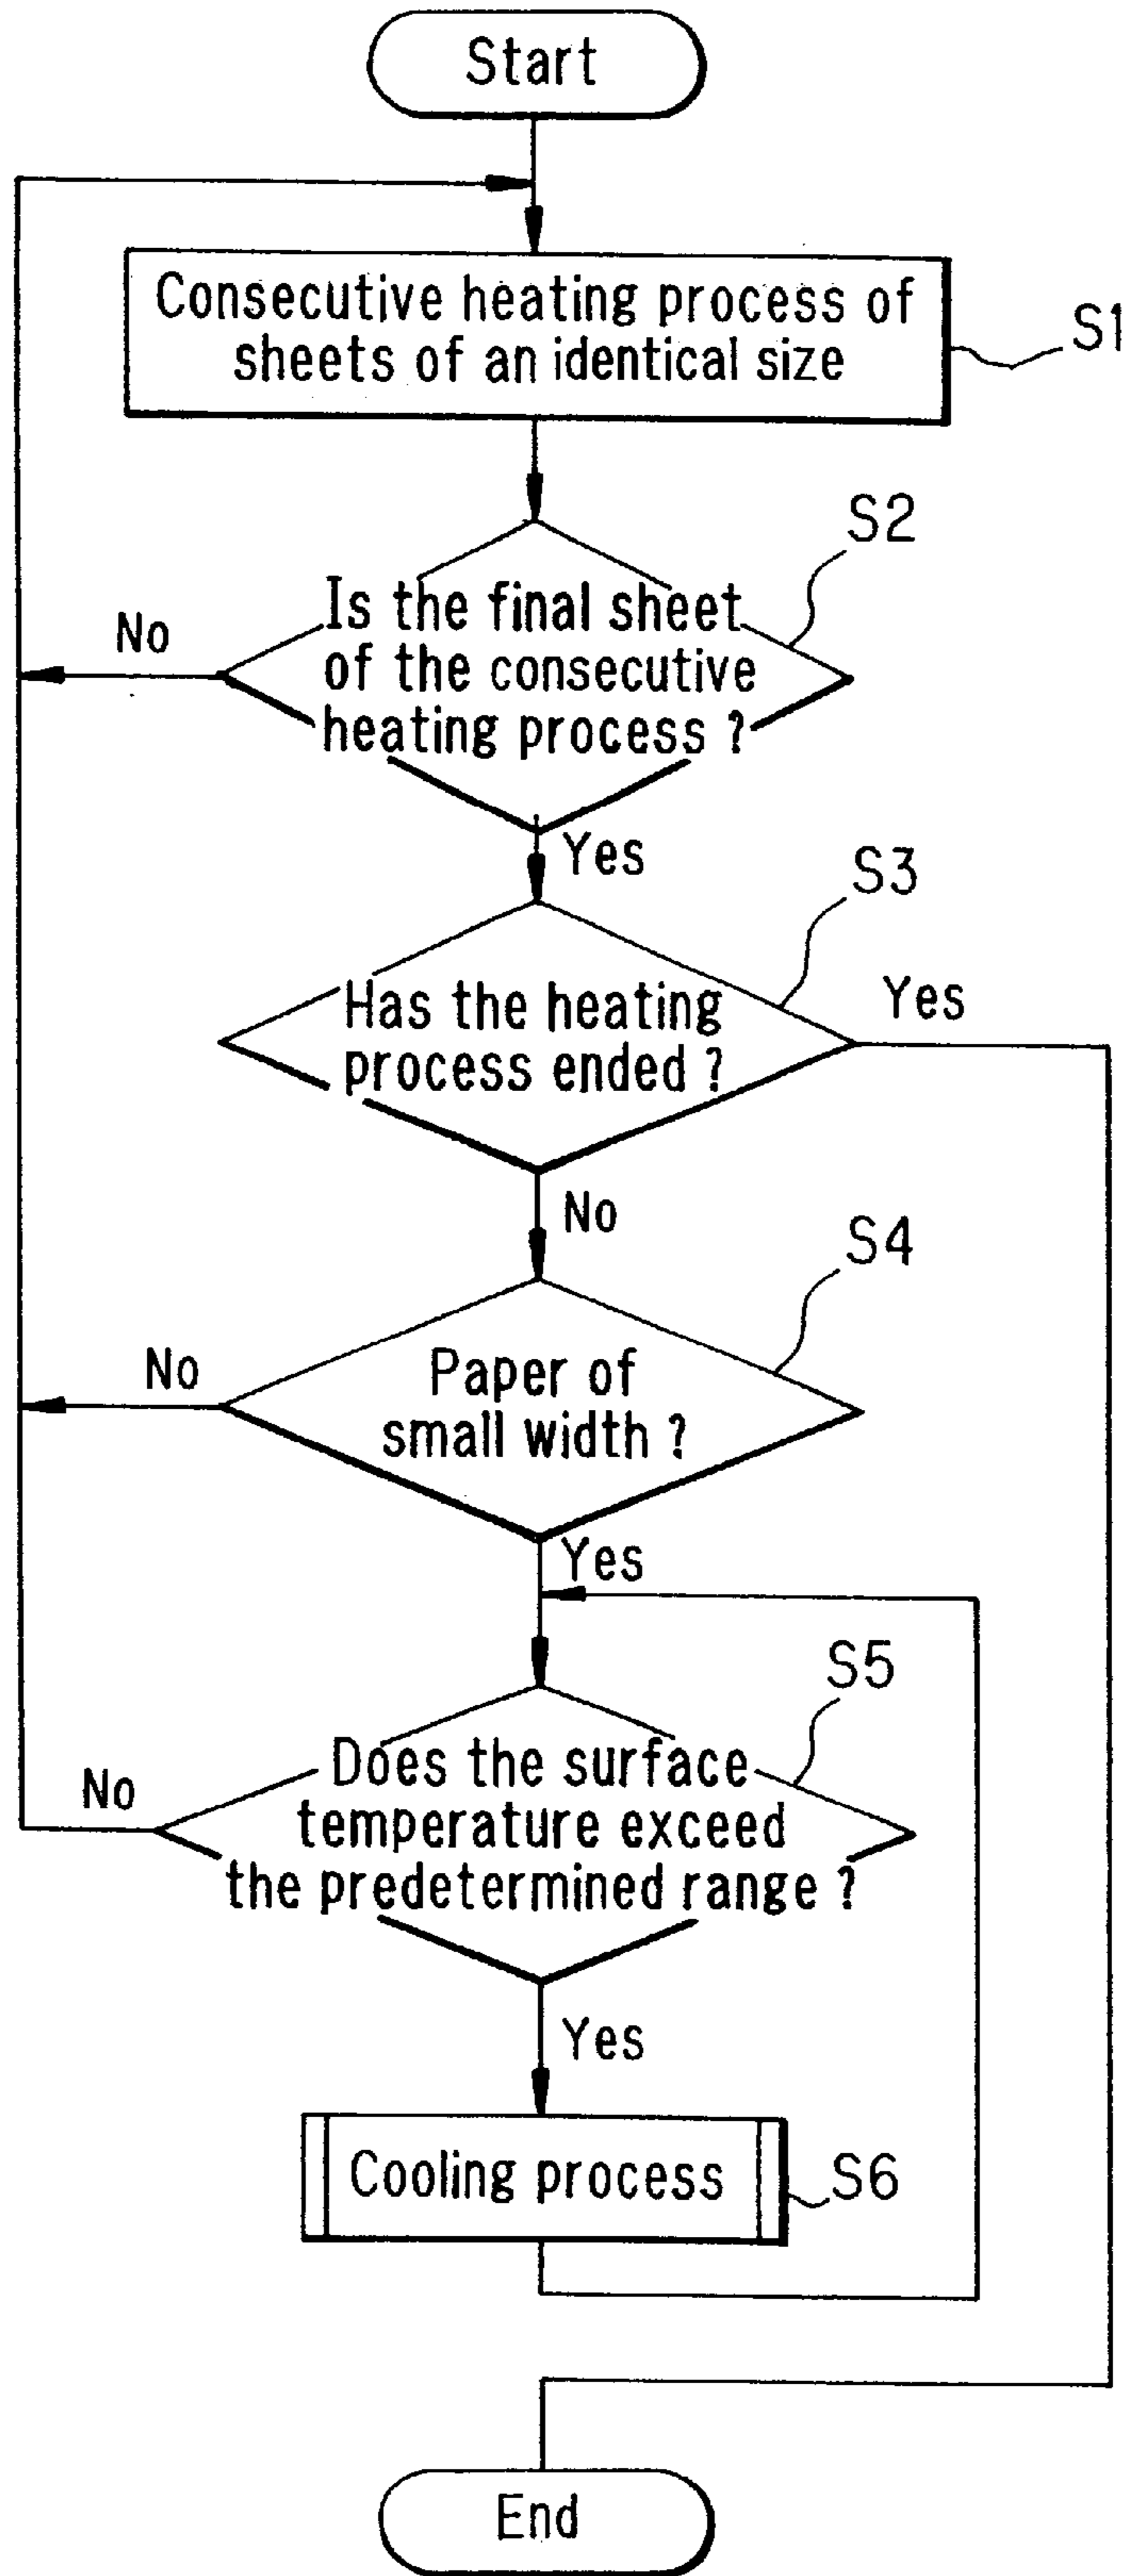 Start
Consecutive heating process of
sheets of an identical size
S1
S2
Is the final sheet
of the consecutive
heating process ?
No
Yes
S3
Has the heating
process ended ?
Yes
No
S4
Paper of
small width ?
No
Yes
S5
Does the surface
temperature exceed
the predetermined range ?
No
Yes
Cooling process
S6
End